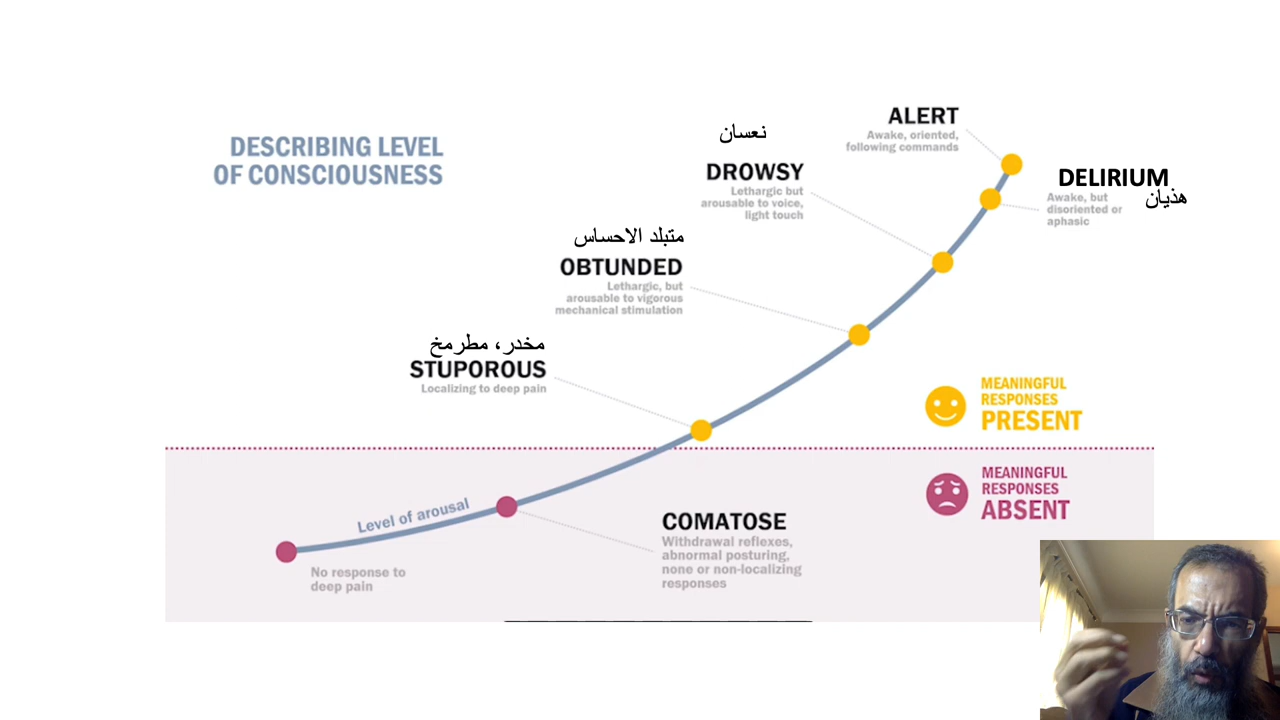 DESCRIBING LEVEL
OF CONSCIOUSNESS
ALERT
Awake, oriented,
following commands
DELIRIUM
هذيان
Awake, but
disoriented or
aphasic
نعسان
DROWSY
Lethargic but
arousable to voice,
light touch
متبلد الاحساس
OBTUNDED
Lethargic, but
arousable to vigorous
mechanical stimulation
مخدر، مطرمخ
STUPOROUS
Localizing to deep pain
MEANINGFUL
RESPONSES
PRESENT
MEANINGFUL
RESPONSES
ABSENT
Level of arousal
COMATOSE
Withdrawal reflexes,
abnormal posturing,
none or non-localizing
responses
No response to
deep pain